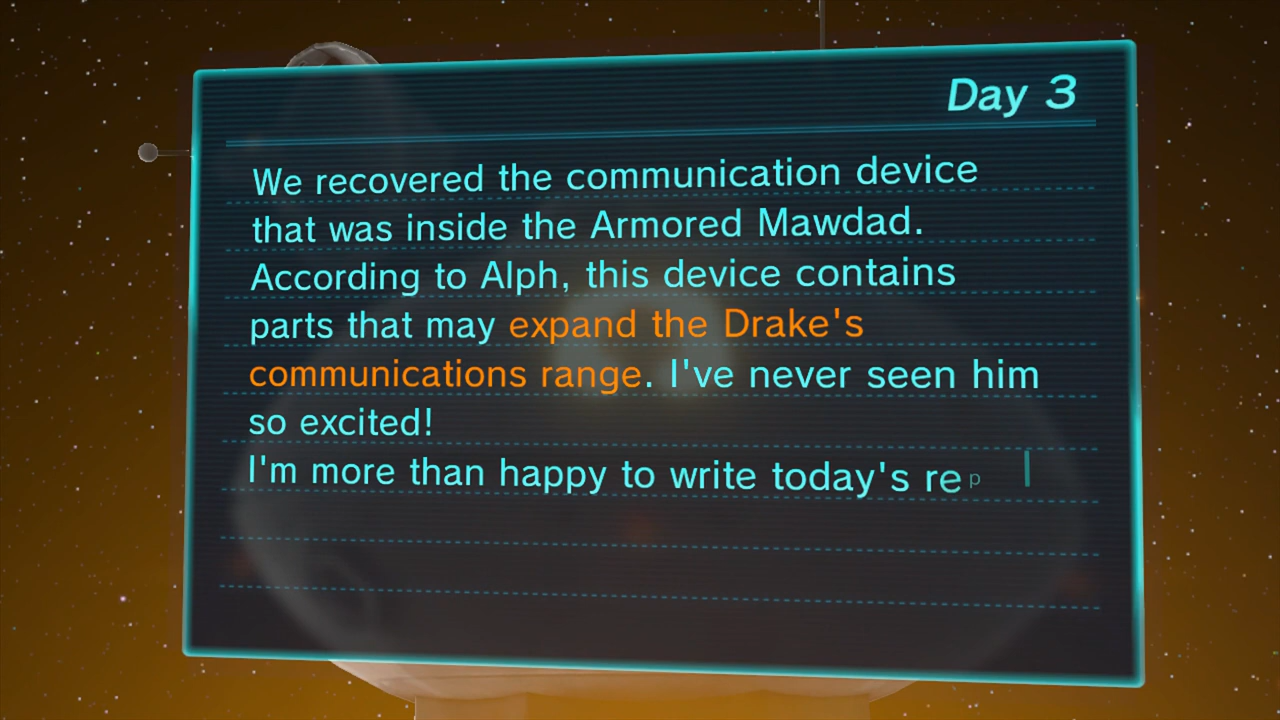 Day 3
We recovered the communication device
that was inside the Armored Mawdad.
According to Alph, this device contains
parts that may expand the Drake's
communications range. I've never seen him
so excited!
I'm more than happy to write today's rep